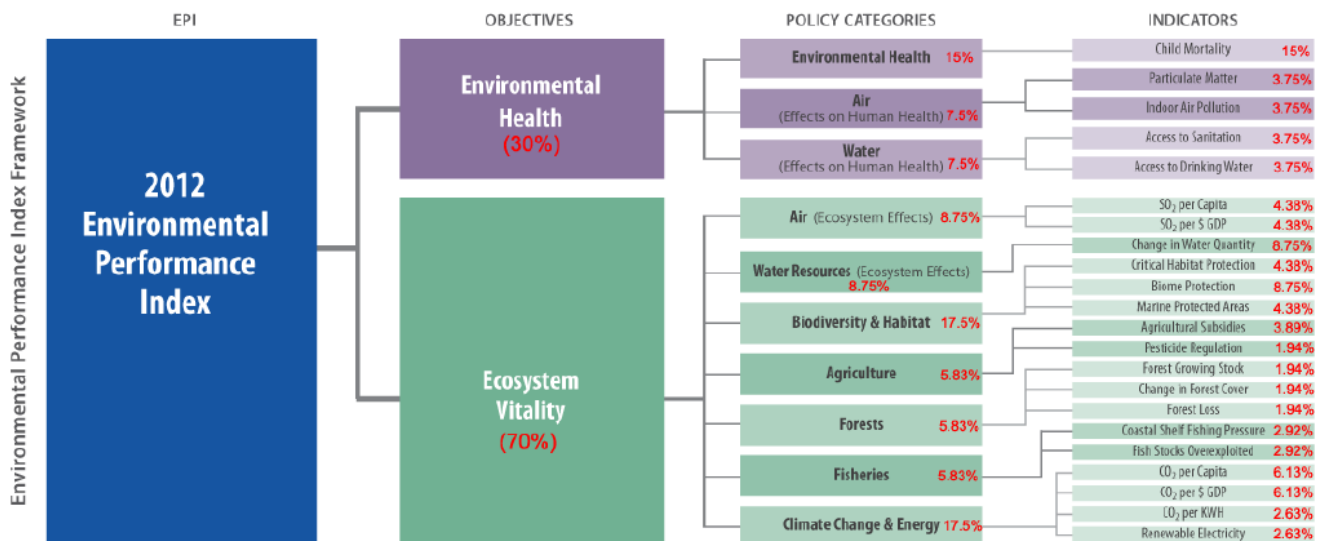 EPI
OBJECTIVES
POLICY CATEGORIES
INDICATORS
Environmental Performance Index Framework
2012
Environmental
Performance
Index
Environmental
Health
(30%)
Ecosystem
Vitality
(70%)
Environmental Health 15%
Air
(Effects on Human Health) 7.5%
Water
(Effects on Human Health) 7.5%
Air (Ecosystem Effects) 8.75%
Water Resources (Ecosystem Effects)
8.75%
Biodiversity & Habitat 17.5%
Agriculture 5.83%
Forests 5.83%
Fisheries 5.83%
Climate Change & Energy 17.5%
Child Mortality 15%
Particulate Matter 3.75%
Indoor Air Pollution 3.75%
Access to Sanitation 3.75%
Access to Drinking Water 3.75%
SO2 per Capita 4.38%
SO2 per $ GDP 4.38%
Change in Water Quantity 8.75%
Critical Habitat Protection 4.38%
Biome Protection 8.75%
Marine Protected Areas 4.38%
Agricultural Subsidies 3.89%
Pesticide Regulation 1.94%
Forest Growing Stock 1.94%
Change in Forest Cover 1.94%
Forest Loss 1.94%
Coastal Shelf Fishing Pressure 2.92%
Fish Stocks Overexploited 2.92%
CO2 per Capita 6.13%
CO2 per $ GDP 6.13%
CO2 per KWH 2.63%
Renewable Electricity 2.63%